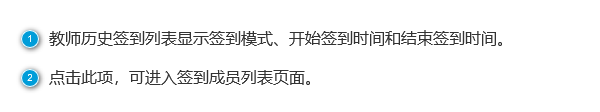 1 教师历史签到列表显示签到模式、开始签到时间和结束签到时间。
2 点击此项，可进入签到成员列表页面。